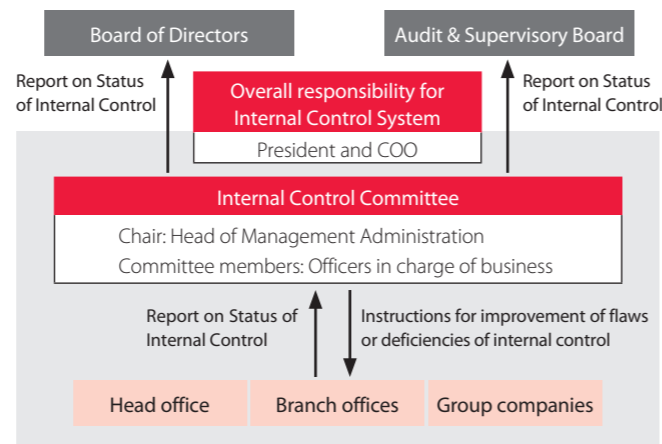 Board of Directors
Audit & Supervisory Board
Report on Status
of Internal Control
Overall responsibility for
Internal Control System
President and COO
Report on Status
of Internal Control
Internal Control Committee
Chair: Head of Management Administration
Committee members: Officers in charge of business
Report on Status of
Internal Control
Instructions for improvement of flaws
or deficiencies of internal control
Head office
Branch offices
Group companies